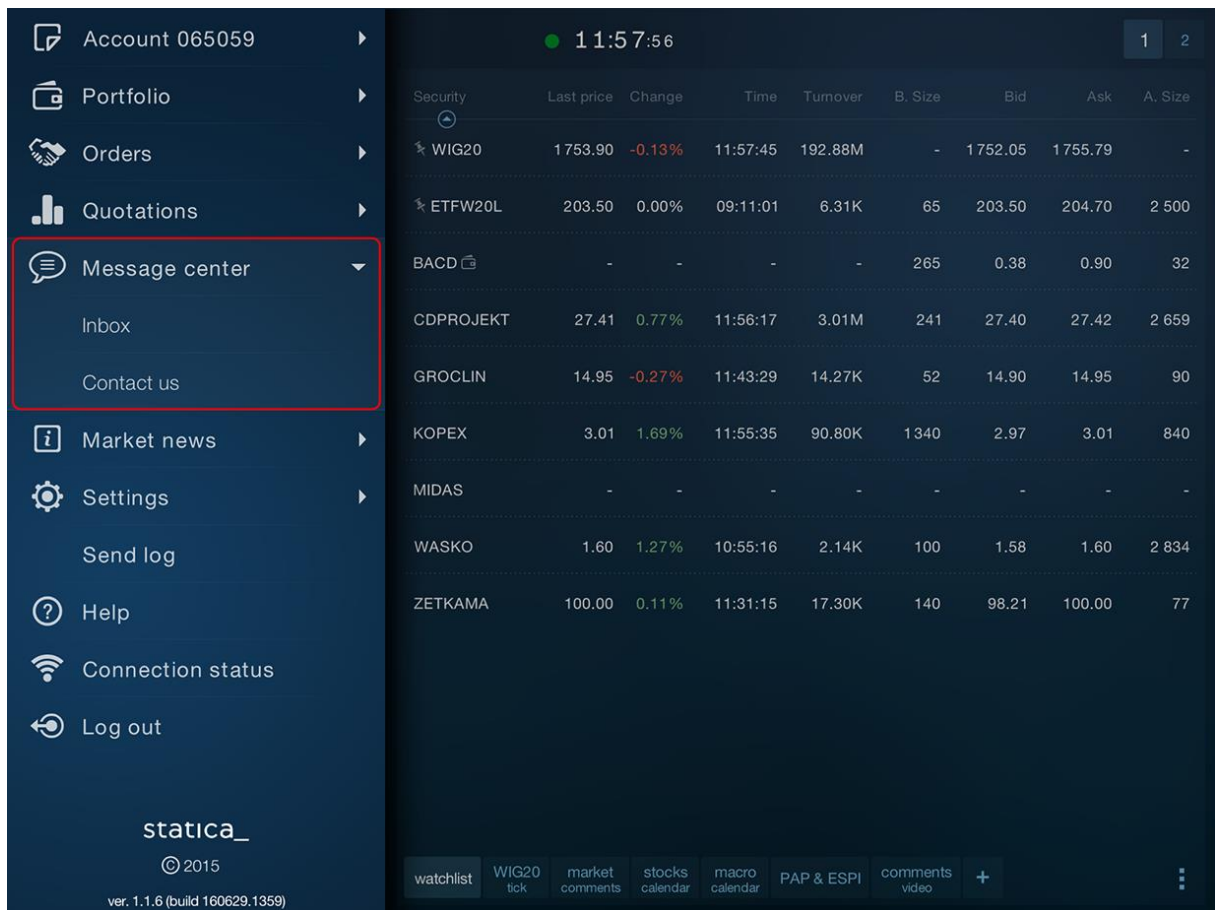 Account 065059
Portfolio
Orders
Quotations
Message center
Inbox
Contact us
Market news
Settings
Send log
Help
Connection status
Log out
statica_
© 2015
ver. 1.1.6 (build 160629.1359)
11:57:56
1 2
Security Last price Change Time Turnover B. Size Bid Ask A. Size
WIG20 1753.90 -0.13% 11:57:45 192.88M - 1752.05 1755.79 -
ETFW20L 203.50 0.00% 09:11:01 6.31K 65 203.50 204.70 2 500
BACD - - - - 265 0.38 0.90 32
CDPROJEKT 27.41 0.77% 11:56:17 3.01M 241 27.40 27.42 2 659
GROCLIN 14.95 -0.27% 11:43:29 14.27K 52 14.90 14.95 90
KOPEX 3.01 1.69% 11:55:35 90.80K 1340 2.97 3.01 840
MIDAS - - - - - - - -
WASKO 1.60 1.27% 10:55:16 2.14K 100 1.58 1.60 2 834
ZETKAMA 100.00 0.11% 11:31:15 17.30K 140 98.21 100.00 77
watchlist
WIG20
tick
market
comments
stocks
calendar
macro
calendar
PAP & ESPI
comments
video
+